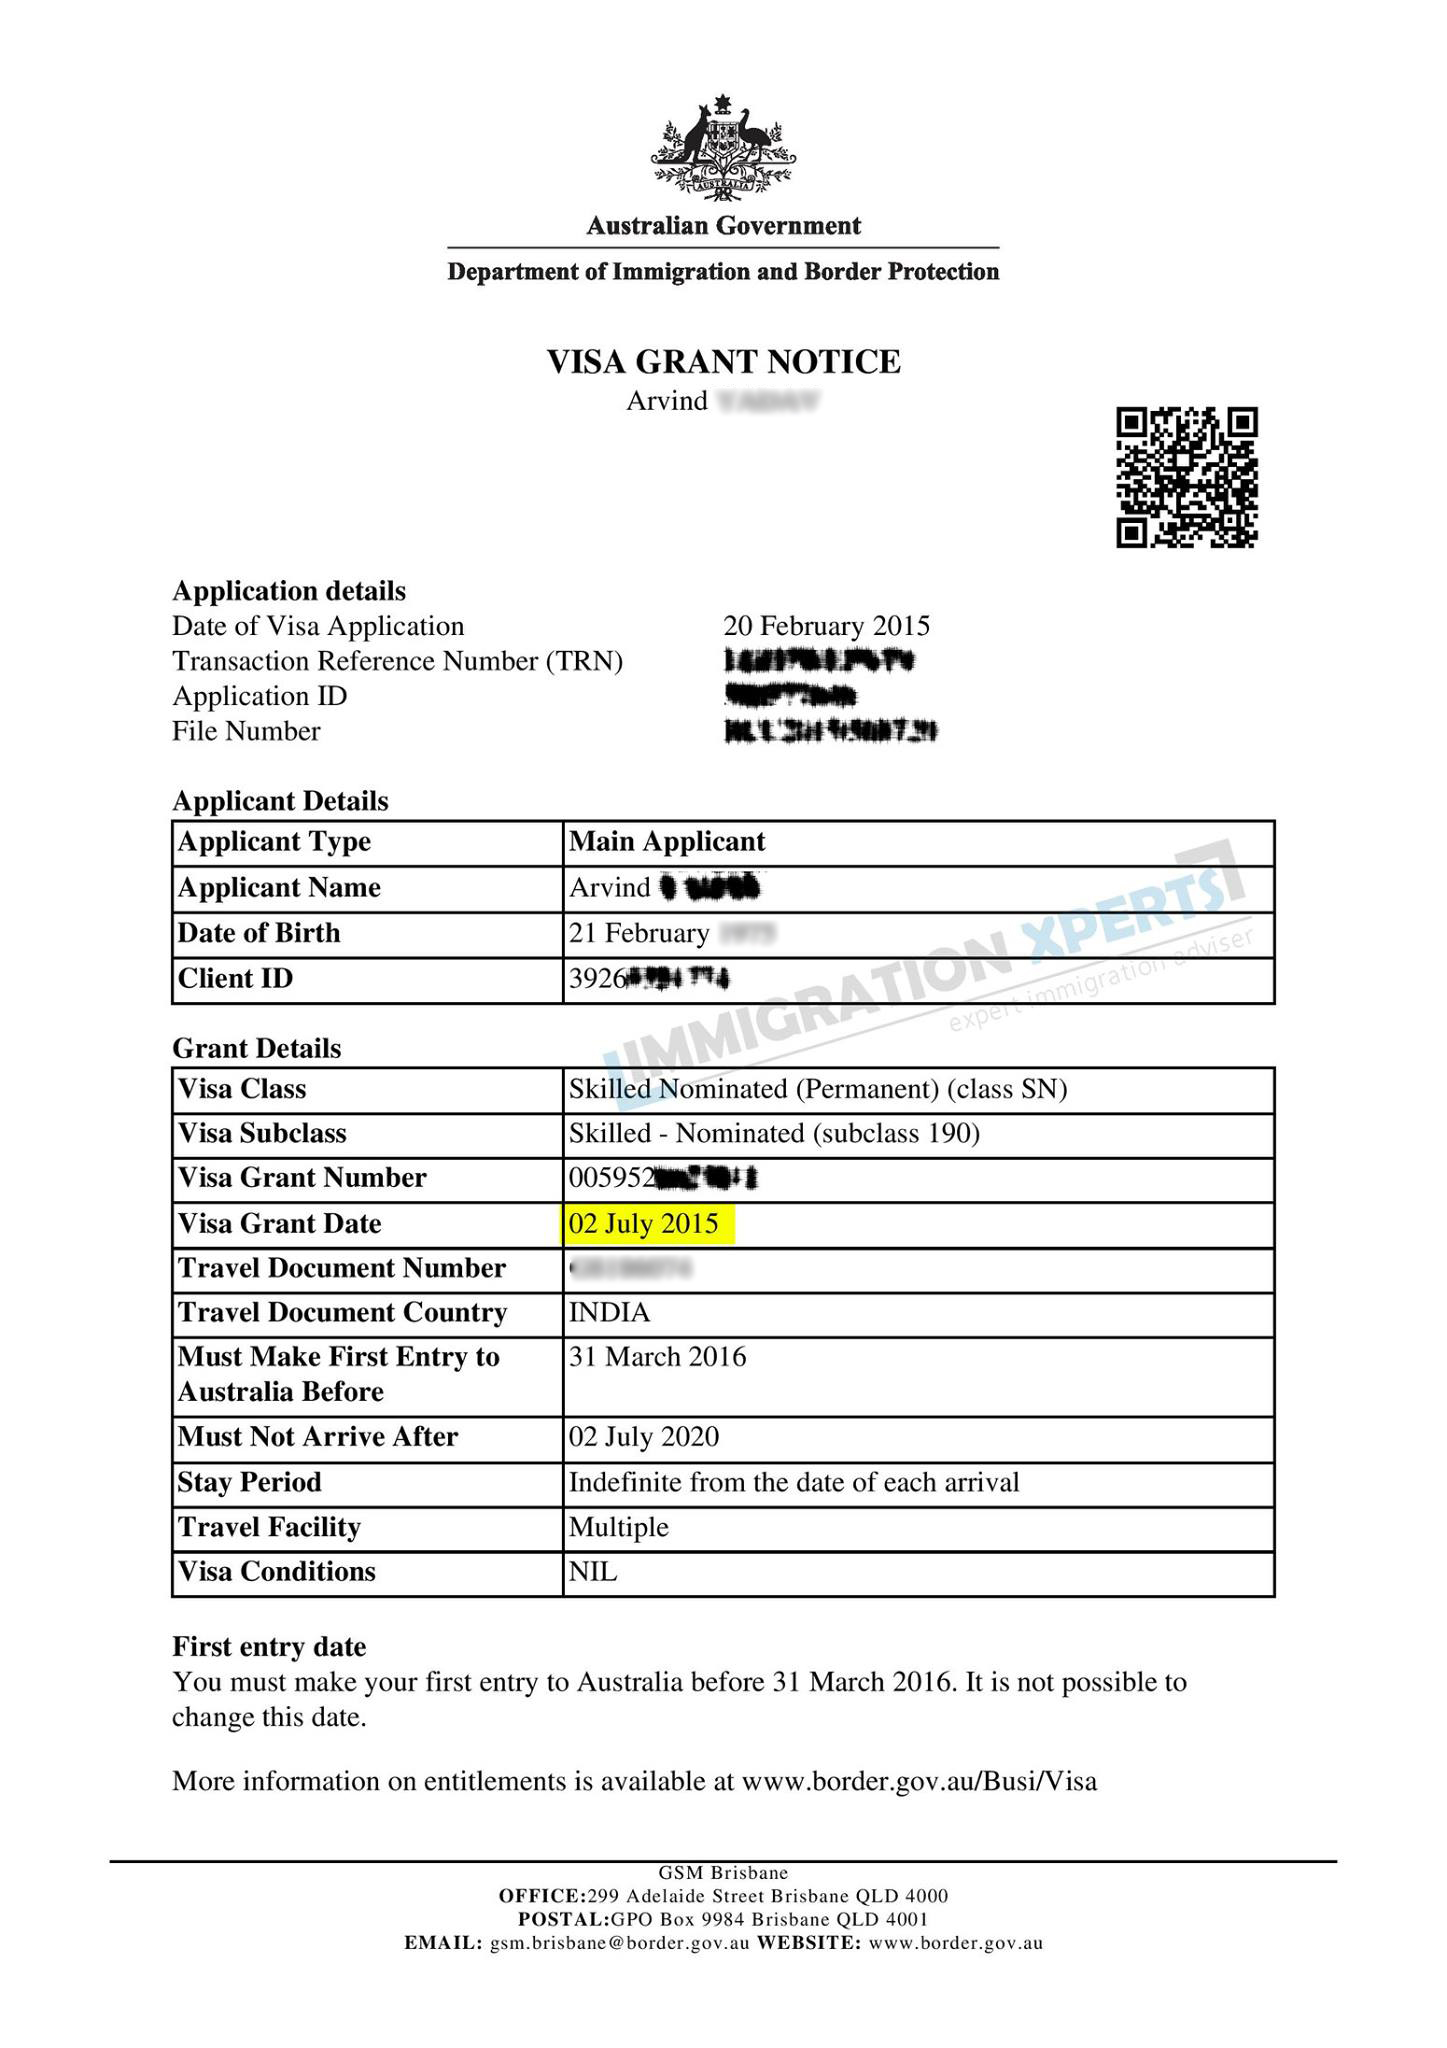 AUSTRALIA
Australian Government
Department of Immigration and Border Protection
VISA GRANT NOTICE
Arvind
Application details
Date of Visa Application 20 February 2015
Transaction Reference Number (TRN)
Application ID
File Number
Applicant Details
Applicant Type Main Applicant
Applicant Name Arvind
Date of Birth 21 February
Client ID 3926
IMMIGRATION XPERTS
expert immigration adviser
Grant Details
Visa Class Skilled Nominated (Permanent) (class SN)
Visa Subclass Skilled - Nominated (subclass 190)
Visa Grant Number 005952
Visa Grant Date 02 July 2015
Travel Document Number
Travel Document Country INDIA
Must Make First Entry to 31 March 2016
Australia Before
Must Not Arrive After 02 July 2020
Stay Period Indefinite from the date of each arrival
Travel Facility Multiple
Visa Conditions NIL
First entry date
You must make your first entry to Australia before 31 March 2016. It is not possible to
change this date.
More information on entitlements is available at www.border.gov.au/Busi/Visa
GSM Brisbane
OFFICE:299 Adelaide Street Brisbane QLD 4000
POSTAL:GPO Box 9984 Brisbane QLD 4001
EMAIL: gsm.brisbane@border.gov.au WEBSITE: www.border.gov.au